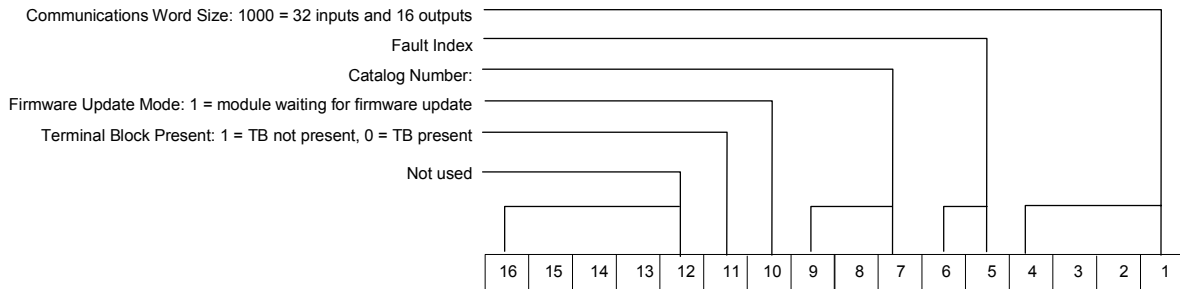 Communications Word Size: 1000 = 32 inputs and 16 outputs
Fault Index
Catalog Number:
Firmware Update Mode: 1 = module waiting for firmware update
Terminal Block Present: 1 = TB not present, 0 = TB present
Not used
16 15 14 13 12 11 10 9 8 7 6 5 4 3 2 1